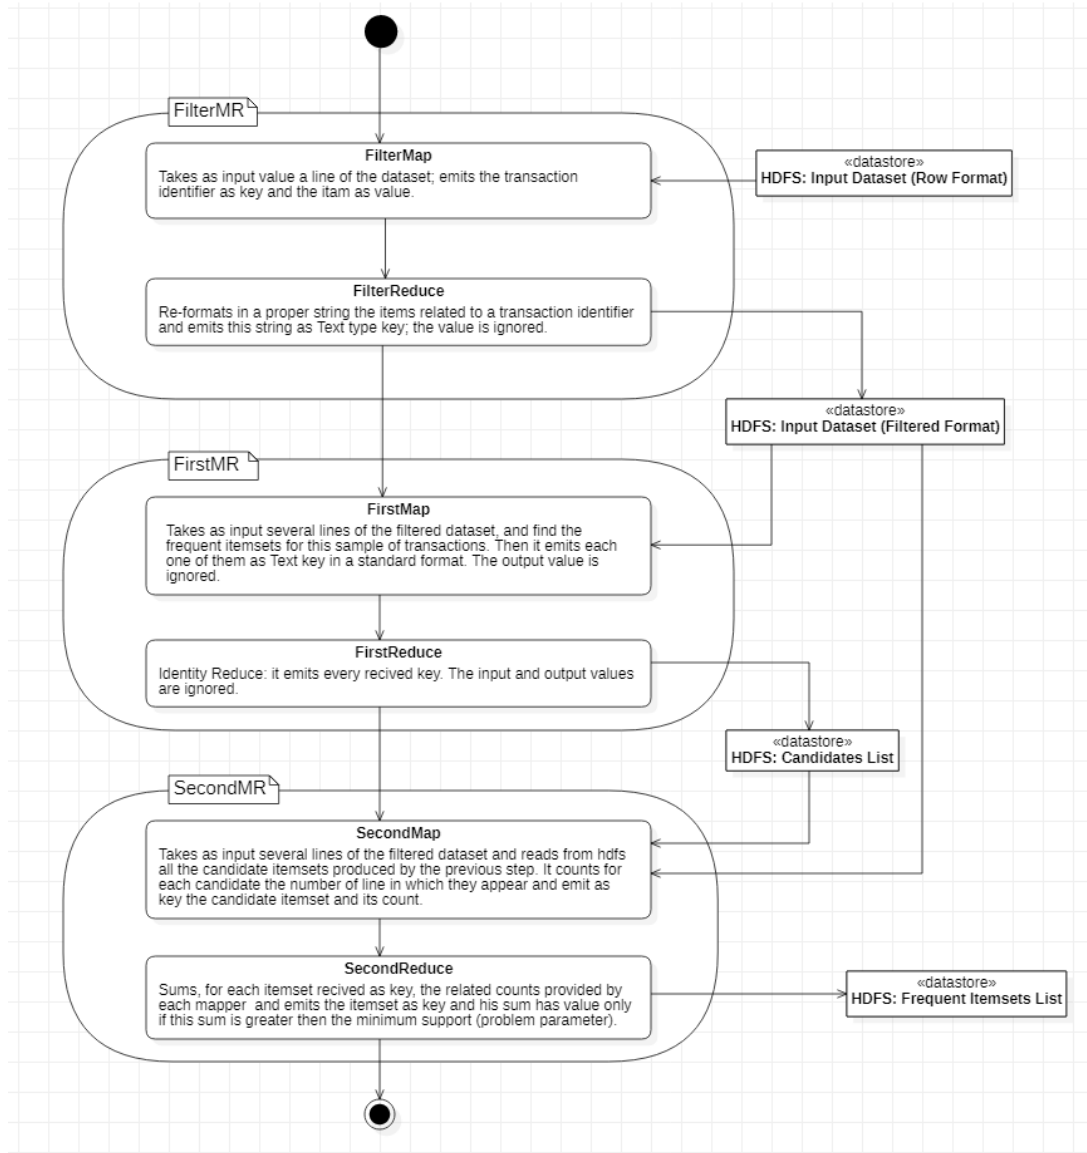 FilterMR
FilterMap
Takes as input value a line of the dataset; emits the transaction
identifier as key and the itam as value.
«datastore»
HDFS: Input Dataset (Row Format)
FilterReduce
Re-formats in a proper string the items related to a transaction identifier
and emits this string as Text type key; the value is ignored.
«datastore»
HDFS: Input Dataset (Filtered Format)
FirstMR
FirstMap
Takes as input several lines of the filtered dataset, and find the
frequent itemsets for this sample of transactions. Then it emits each
one of them as Text key in a standard format. The output value is
ignored.
FirstReduce
Identity Reduce: it emits every recived key. The input and output values
are ignored.
«datastore»
HDFS: Candidates List
SecondMR
SecondMap
Takes as input several lines of the filtered dataset and reads from hdfs
all the candidate itemsets produced by the previous step. It counts for
each candidate the number of line in which they appear and emit as
key the candidate itemset and its count.
SecondReduce
Sums, for each itemset recived as key, the related counts provided by
each mapper  and emits the itemset as key and his sum has value only
if this sum is greater then the minimum support (problem parameter).
«datastore»
HDFS: Frequent Itemsets List